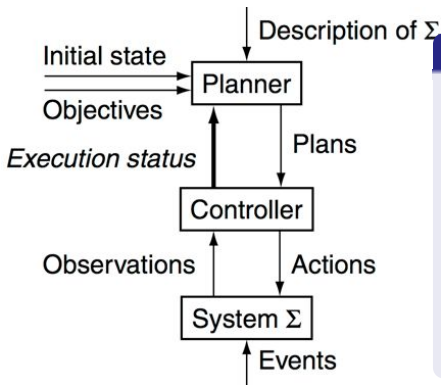 Description of Σ
Initial state
Planner
Objectives
Execution status
Plans
Controller
Observations
Actions
System Σ
Events